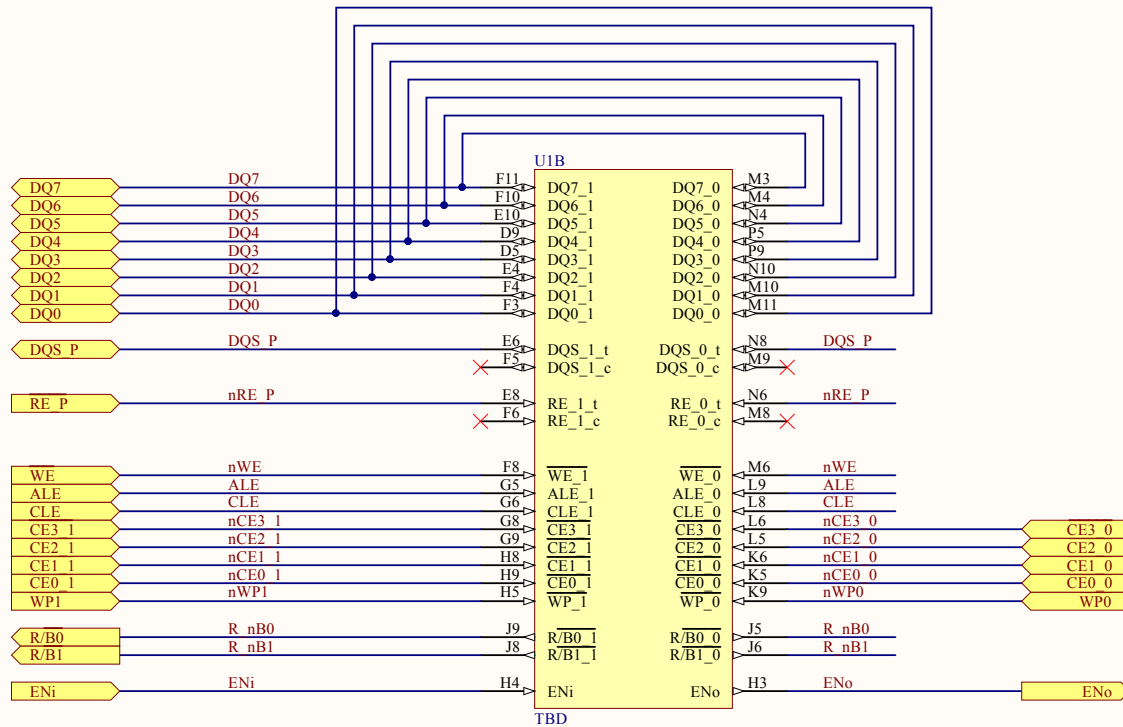 U1B
DQ7 DQ7 F11 DQ7_1 DQ7_0 M3
DQ6 DQ6 F10 DQ6_1 DQ6_0 M4
DQ5 DQ5 E10 DQ5_1 DQ5_0 N4
DQ4 DQ4 D9 DQ4_1 DQ4_0 P5
DQ3 DQ3 D5 DQ3_1 DQ3_0 P9
DQ2 DQ2 E4 DQ2_1 DQ2_0 N10
DQ1 DQ1 F4 DQ1_1 DQ1_0 M10
DQ0 DQ0 F3 DQ0_1 DQ0_0 M11
DQS_P DQS_P E6 DQS_1_t DQS_0_t N8 DQS_P
F5 DQS_1_c DQS_0_c M9
RE_P nRE_P E8 RE_1_t RE_0_t N6 nRE_P
F6 RE_1_c RE_0_c M8
WE nWE F8 WE_1 WE_0 M6 nWE
ALE ALE G5 ALE_1 ALE_0 L9 ALE
CLE CLE G6 CLE_1 CLE_0 L8 CLE
CE3_1 nCE3_1 G8 CE3_1 CE3_0 L6 nCE3_0 CE3_0
CE2_1 nCE2_1 G9 CE2_1 CE2_0 L5 nCE2_0 CE2_0
CE1_1 nCE1_1 H8 CE1_1 CE1_0 K6 nCE1_0 CE1_0
CE0_1 nCE0_1 H9 CE0_1 CE0_0 K5 nCE0_0 CE0_0
WP1 nWP1 H5 WP_1 WP_0 K9 nWP0 WP0
R/B0 R_nB0 J9 R/B0_1 R/B0_0 J5 R_nB0
R/B1 R_nB1 J8 R/B1_1 R/B1_0 J6 R_nB1
ENi ENi H4 ENi ENo H3 ENo ENo
TBD